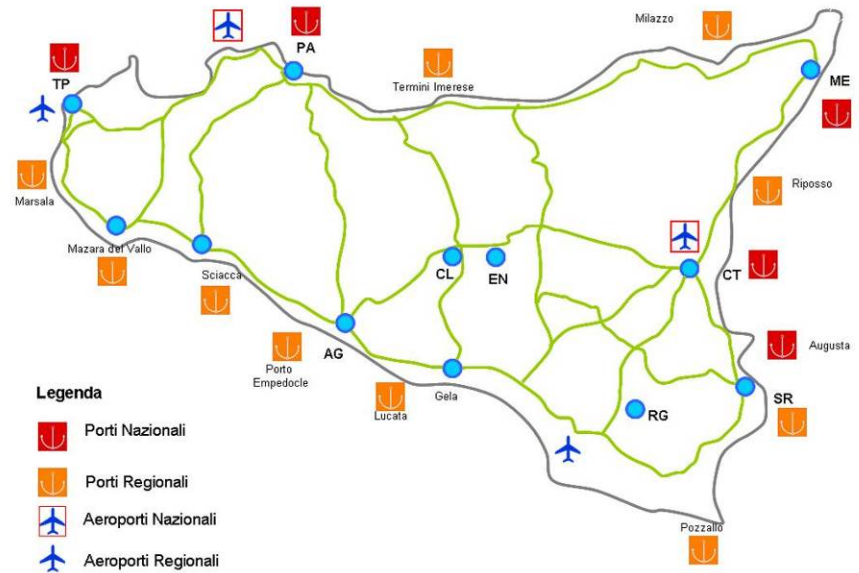 Milazzo
PA
TP
Termini Imerese
ME
Marsala
Riposso
Mazara del Vallo
Sciacca
CL
EN
CT
AG
Porto
Empedocle
Augusta
Gela
Lucata
RG
SR
Pozzallo
Legenda
Porti Nazionali
Porti Regionali
Aeroporti Nazionali
Aeroporti Regionali